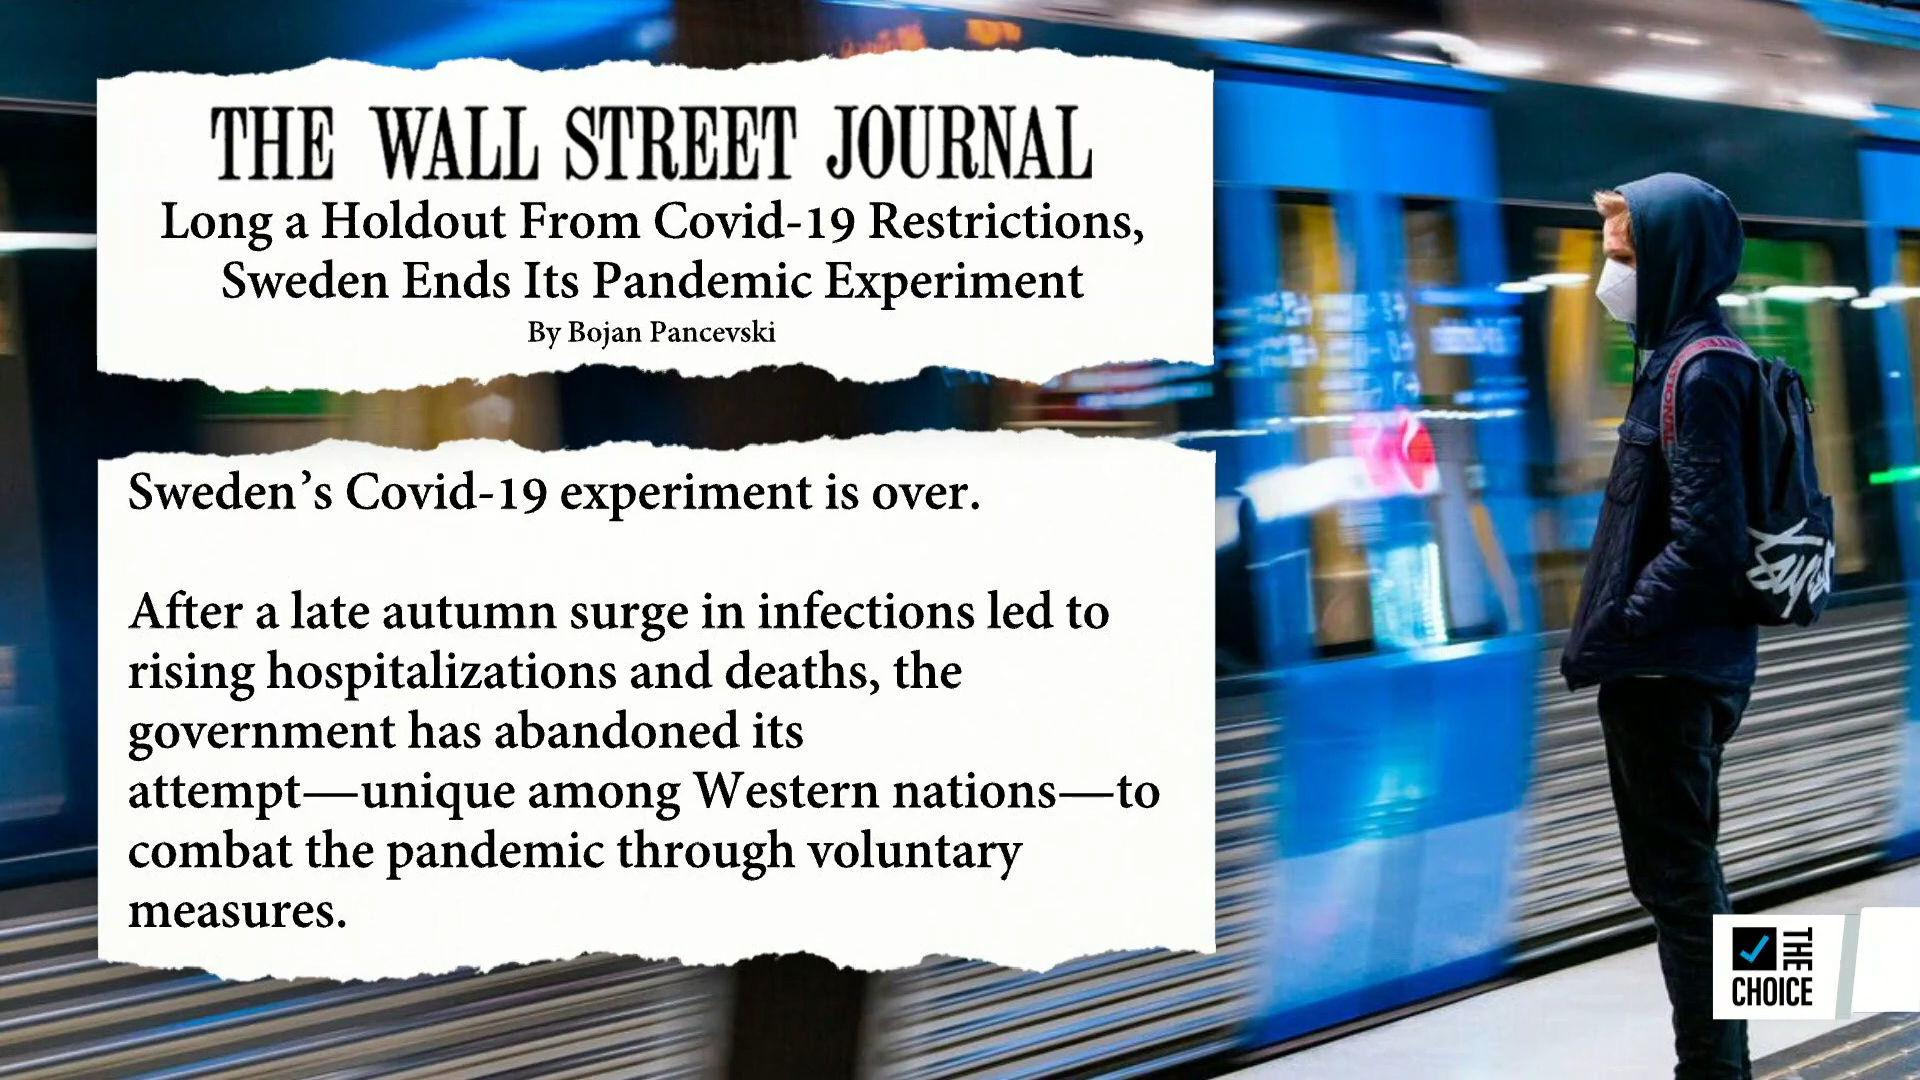 THE WALL STREET JOURNAL
Long a Holdout From Covid-19 Restrictions,
Sweden Ends Its Pandemic Experiment
By Bojan Pancevski
Sweden’s Covid-19 experiment is over.
After a late autumn surge in infections led to
rising hospitalizations and deaths, the
government has abandoned its
attempt—unique among Western nations—to
combat the pandemic through voluntary
measures.
THE
CHOICE